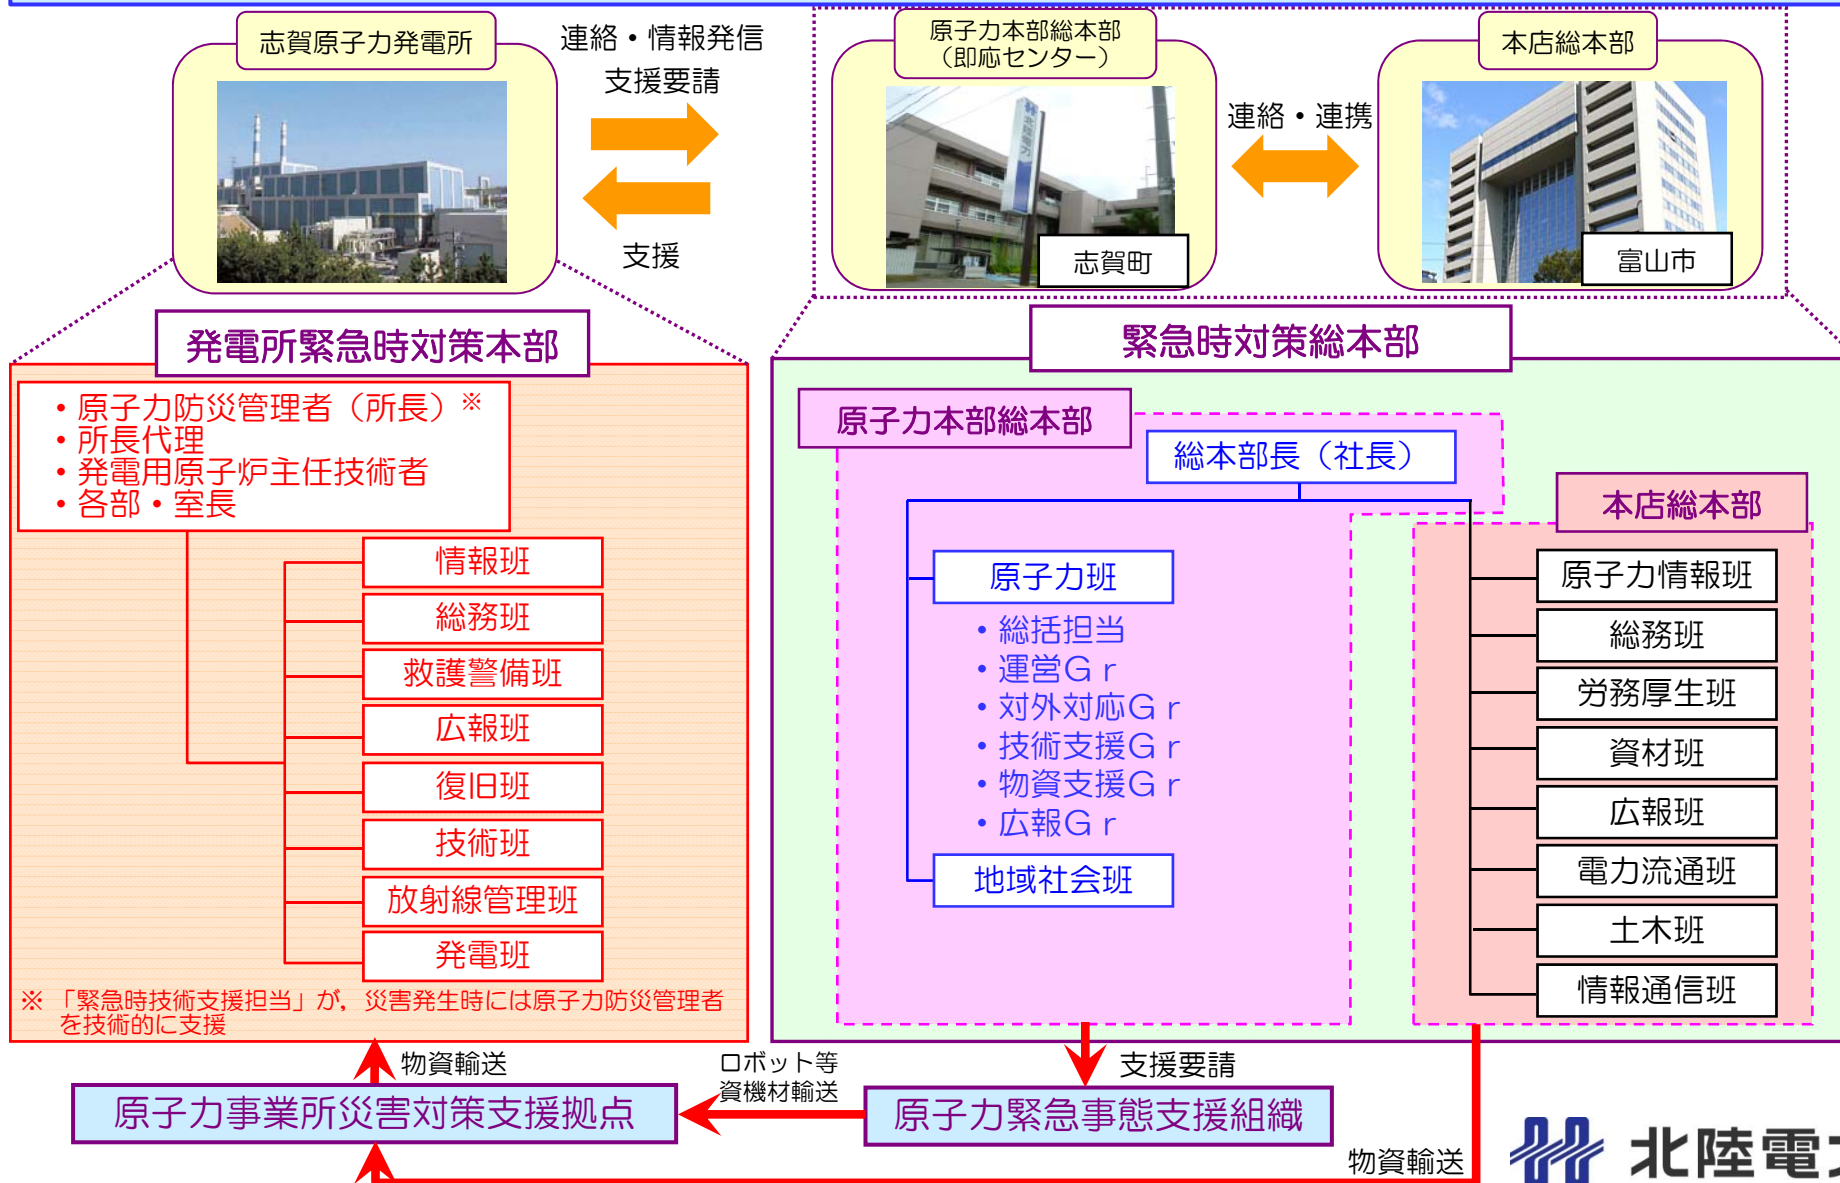 志賀原子力発電所
連絡・情報発信
支援要請
支援
原子力本部総本部
（即応センター）
北陸電力
志賀町
連絡・連携
本店総本部
富山市
発電所緊急時対策本部
・原子力防災管理者（所長）※
・所長代理
・発電用原子炉主任技術者
・各部・室長
情報班
総務班
救護警備班
広報班
復旧班
技術班
放射線管理班
発電班
※ 「緊急時技術支援担当」が，災害発生時には原子力防災管理者
を技術的に支援
緊急時対策総本部
原子力本部総本部
総本部長（社長）
原子力班
・総括担当
・運営Ｇｒ
・対外対応Ｇｒ
・技術支援Ｇｒ
・物資支援Ｇｒ
・広報Ｇｒ
地域社会班
本店総本部
原子力情報班
総務班
労務厚生班
資材班
広報班
電力流通班
土木班
情報通信班
物資輸送
ロボット等
資機材輸送
支援要請
原子力事業所災害対策支援拠点
原子力緊急事態支援組織
物資輸送
北陸電